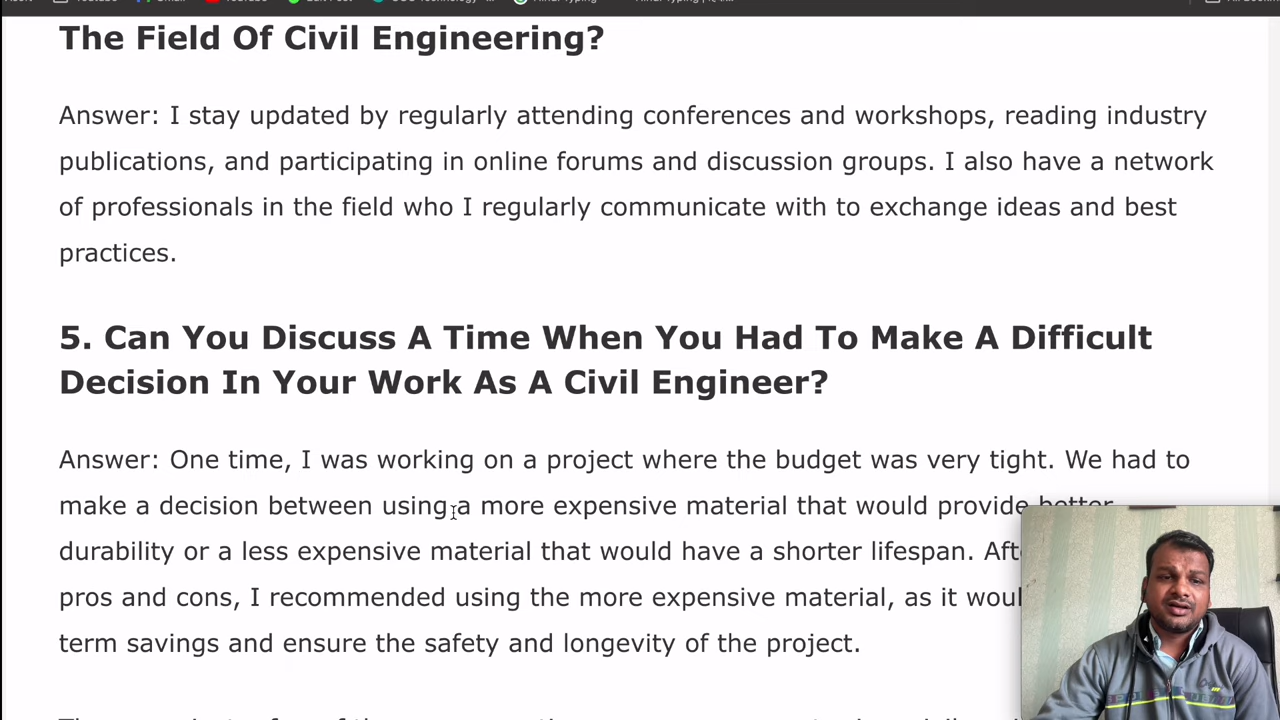 The Field Of Civil Engineering?
Answer: I stay updated by regularly attending conferences and workshops, reading industry
publications, and participating in online forums and discussion groups. I also have a network
of professionals in the field who I regularly communicate with to exchange ideas and best
practices.
5. Can You Discuss A Time When You Had To Make A Difficult
Decision In Your Work As A Civil Engineer?
Answer: One time, I was working on a project where the budget was very tight. We had to
make a decision between using a more expensive material that would provide better
durability or a less expensive material that would have a shorter lifespan.
pros and cons, I recommended using the more expensive material, as it
term savings and ensure the safety and longevity of the project.